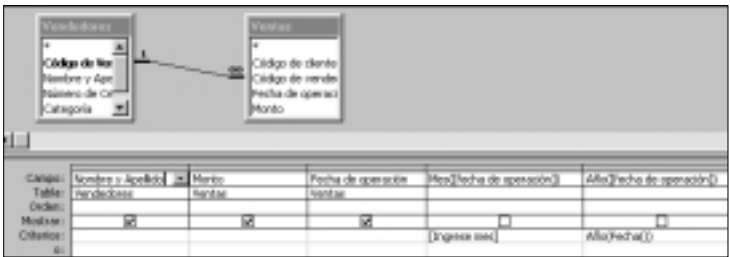 Vendedores
*
Código de Ven
Nombre y Ape
Número de Ce
Categoría
1
∞
Ventas
*
Código de cliente
Código de vende
Fecha de operaci
Monto
Campo: Nombre y Apellido Monto Fecha de operación Mes([Fecha de operación]) Año([Fecha de operación])
Tabla: Vendedores Ventas Ventas
Orden:
Mostrar:
Criterios: [Ingrese mes] Año(Fecha())
o: